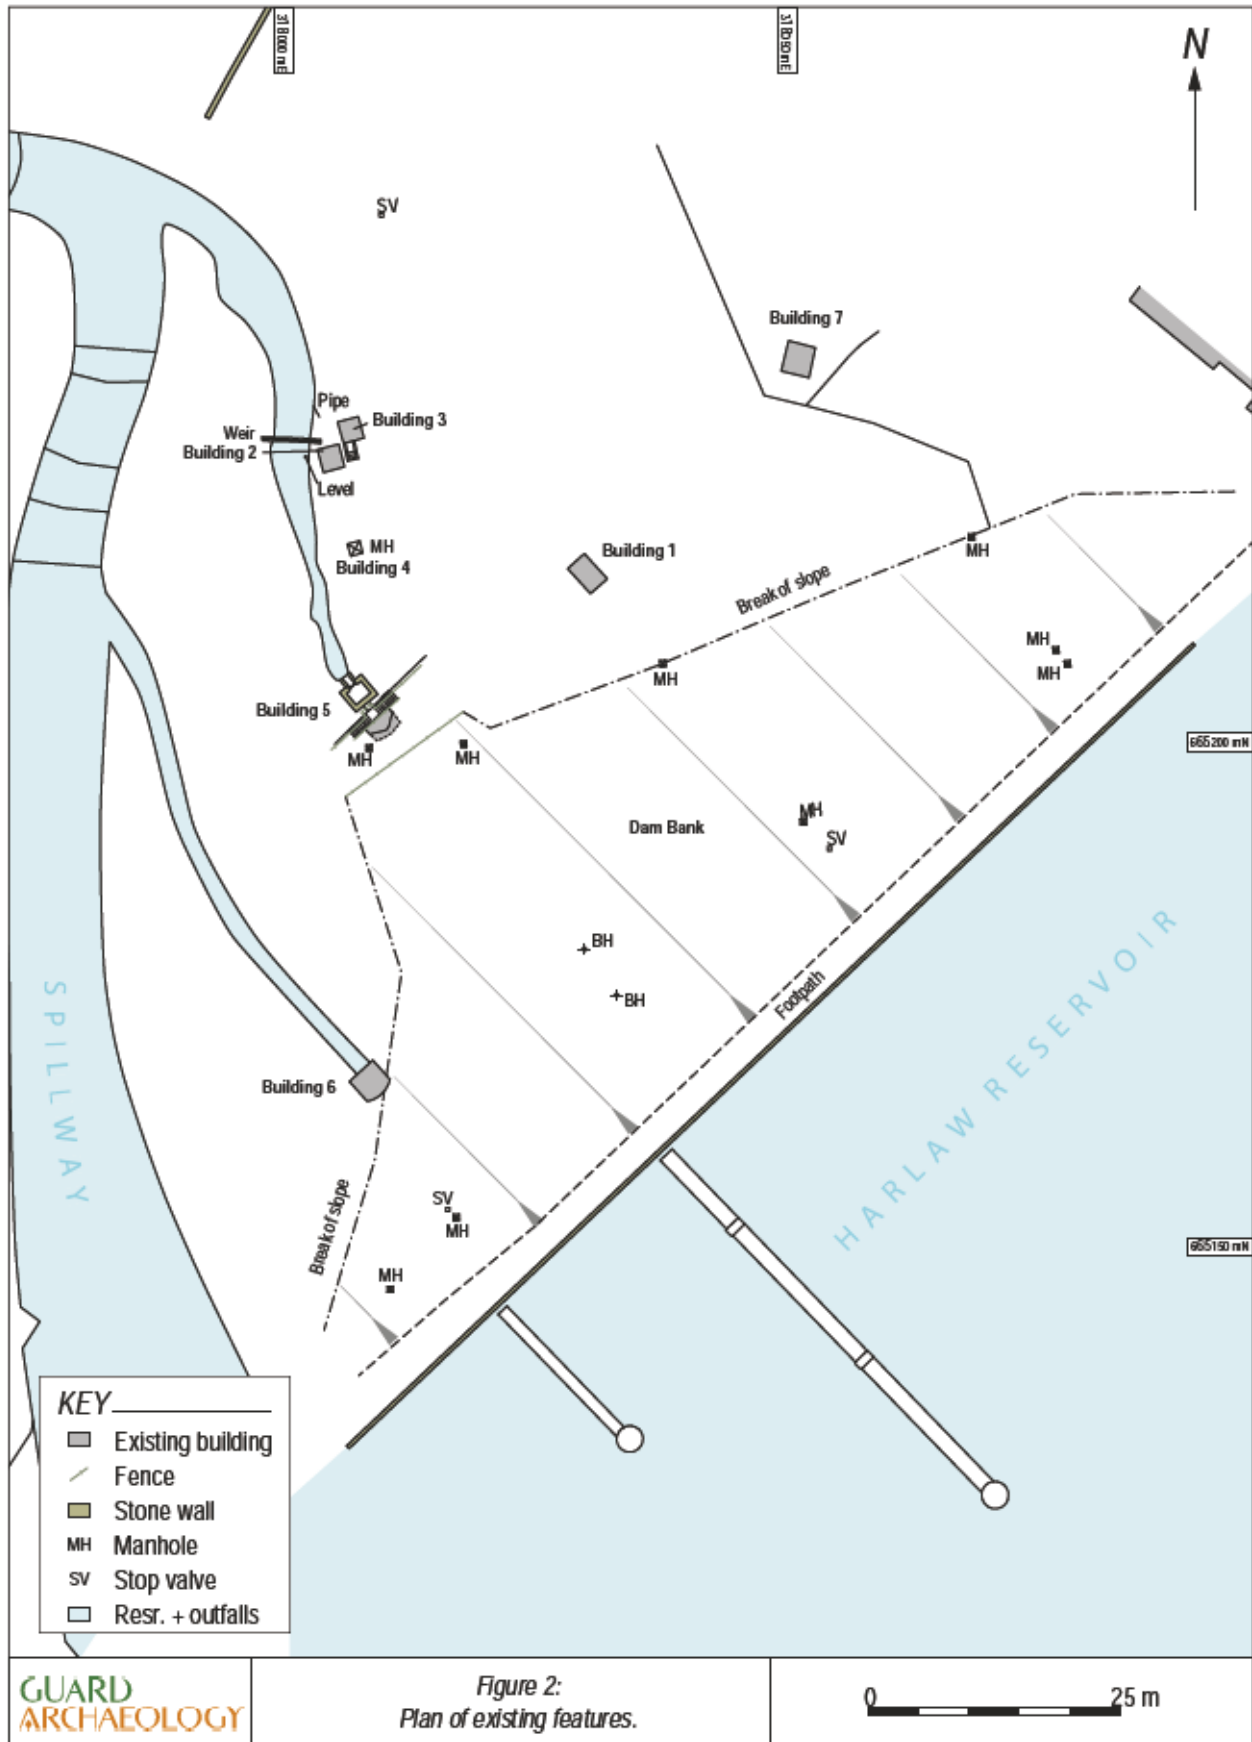 318000 mE
318050 mE
N
SV
Building 7
Pipe
Building 3
Weir
Building 2
Level
MH
Building 4
Building 1
MH
Break of slope
MH
MH
MH
Building 5
MH
MH
665200 mN
MH
SV
Dam Bank
BH
BH
Footpath
HARLAW RESERVOIR
SPILLWAY
Building 6
SV
MH
Break of slope
MH
665150 mN
KEY
Existing building
Fence
Stone wall
MH Manhole
SV Stop valve
Resr. + outfalls
GUARD
ARCHAEOLOGY
Figure 2:
Plan of existing features.
0 25 m